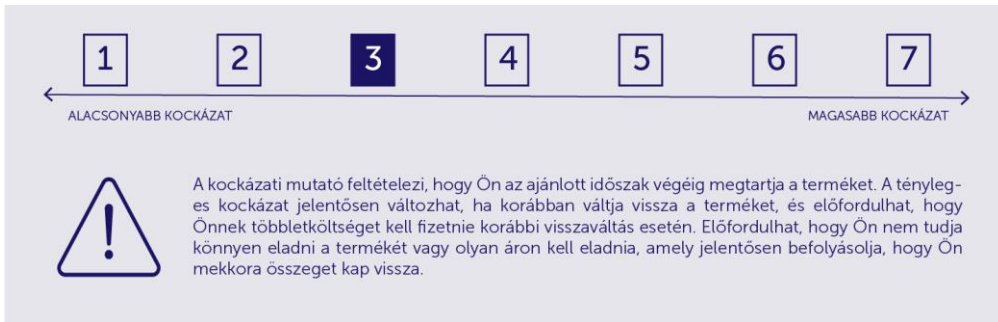 1 2 3 4 5 6 7
ALACSONYABB KOCKÁZAT MAGASABB KOCKÁZAT
A kockázati mutató feltételezi, hogy Ön az ajánlott időszak végéig megtartja a terméket. A tényleg-
es kockázat jelentősen változhat, ha korábban váltja vissza a terméket, és előfordulhat, hogy
Önnek többletköltséget kell fizetnie korábbi visszaváltás esetén. Előfordulhat, hogy Ön nem tudja
könnyen eladni a termékét vagy olyan áron kell eladnia, amely jelentősen befolyásolja, hogy Ön
mekkora összeget kap vissza.